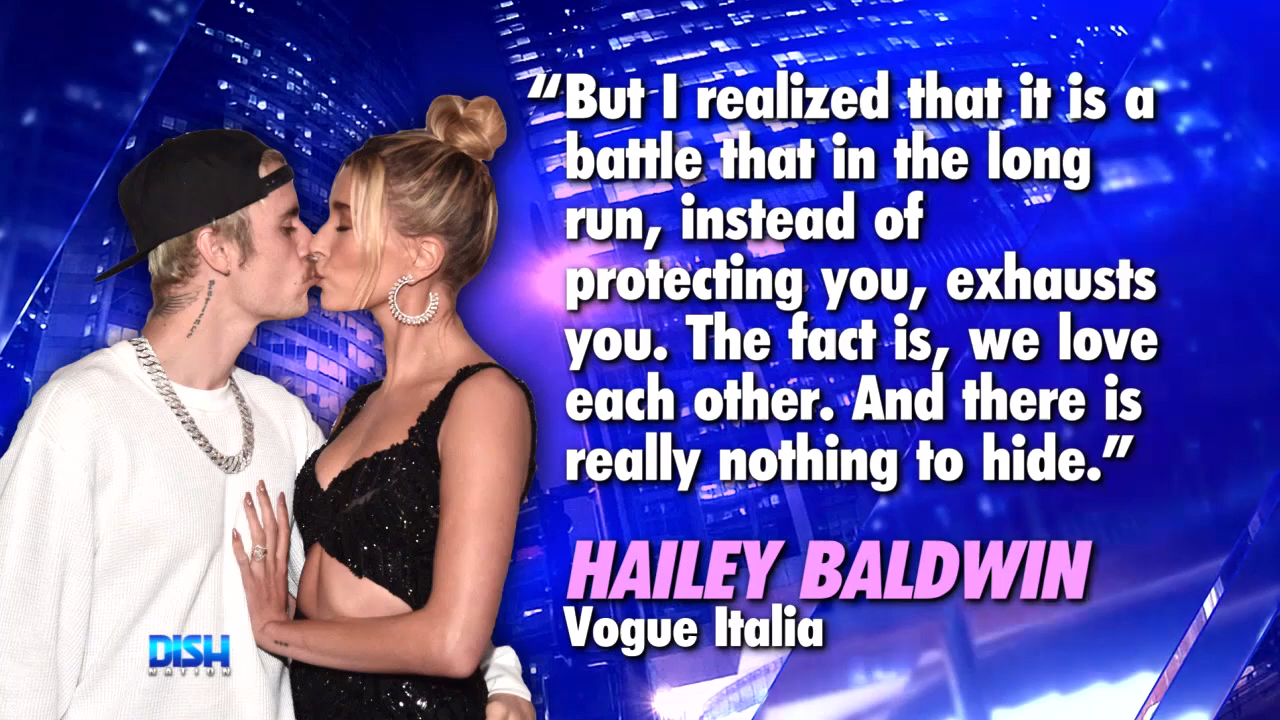 “But I realized that it is a
battle that in the long
run, instead of
protecting you, exhausts
you. The fact is, we love
each other. And there is
really nothing to hide.”
HAILEY BALDWIN
Vogue Italia
DISH
NATION